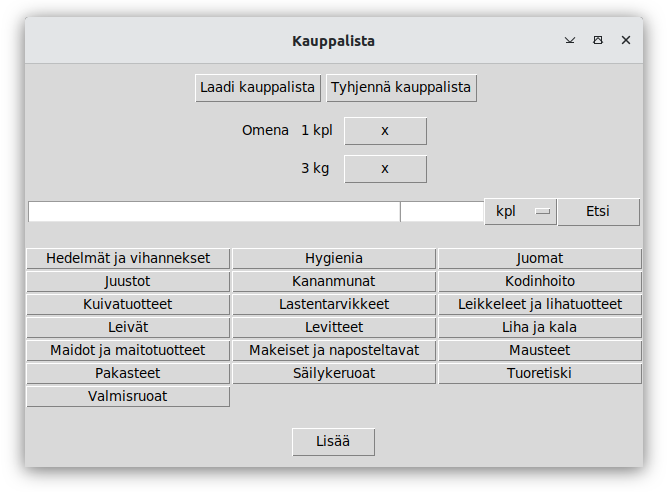 Kauppalista
Laadi kauppalista Tyhjennä kauppalista
Omena 1 kpl x
3 kg x
kpl Etsi
Hedelmät ja vihannekset Hygienia Juomat
Juustot Kananmunat Kodinhoito
Kuivatuotteet Lastentarvikkeet Leikkeleet ja lihatuotteet
Leivät Levitteet Liha ja kala
Maidot ja maitotuotteet Makeiset ja naposteltavat Mausteet
Pakasteet Säilykeruoat Tuoretiski
Valmisruoat
Lisää